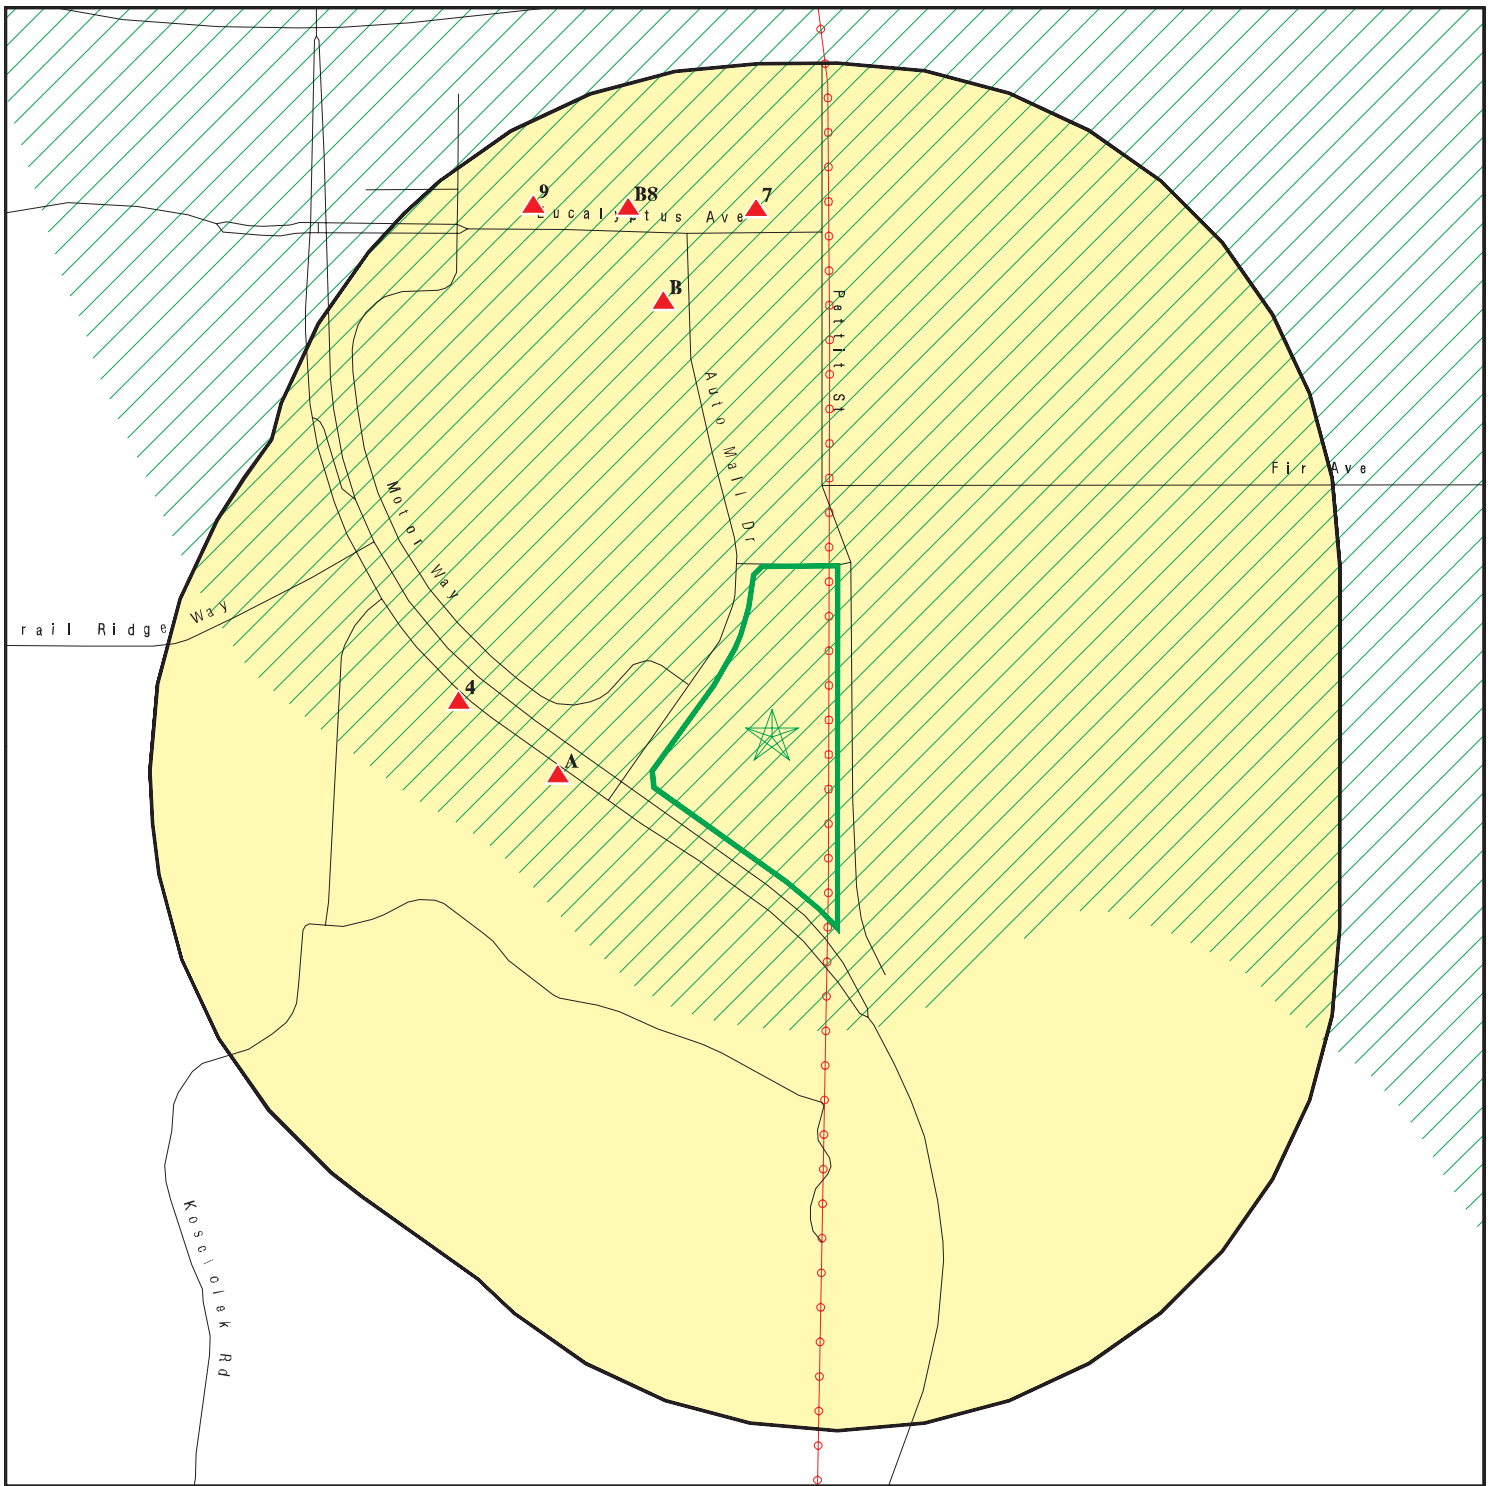 9
B8
7
Eucalyptus Ave
B
Pettit St
Auto Mall Dr
Fir Ave
Motor Way
rail Ridge Way
4
A
Kosciolek Rd